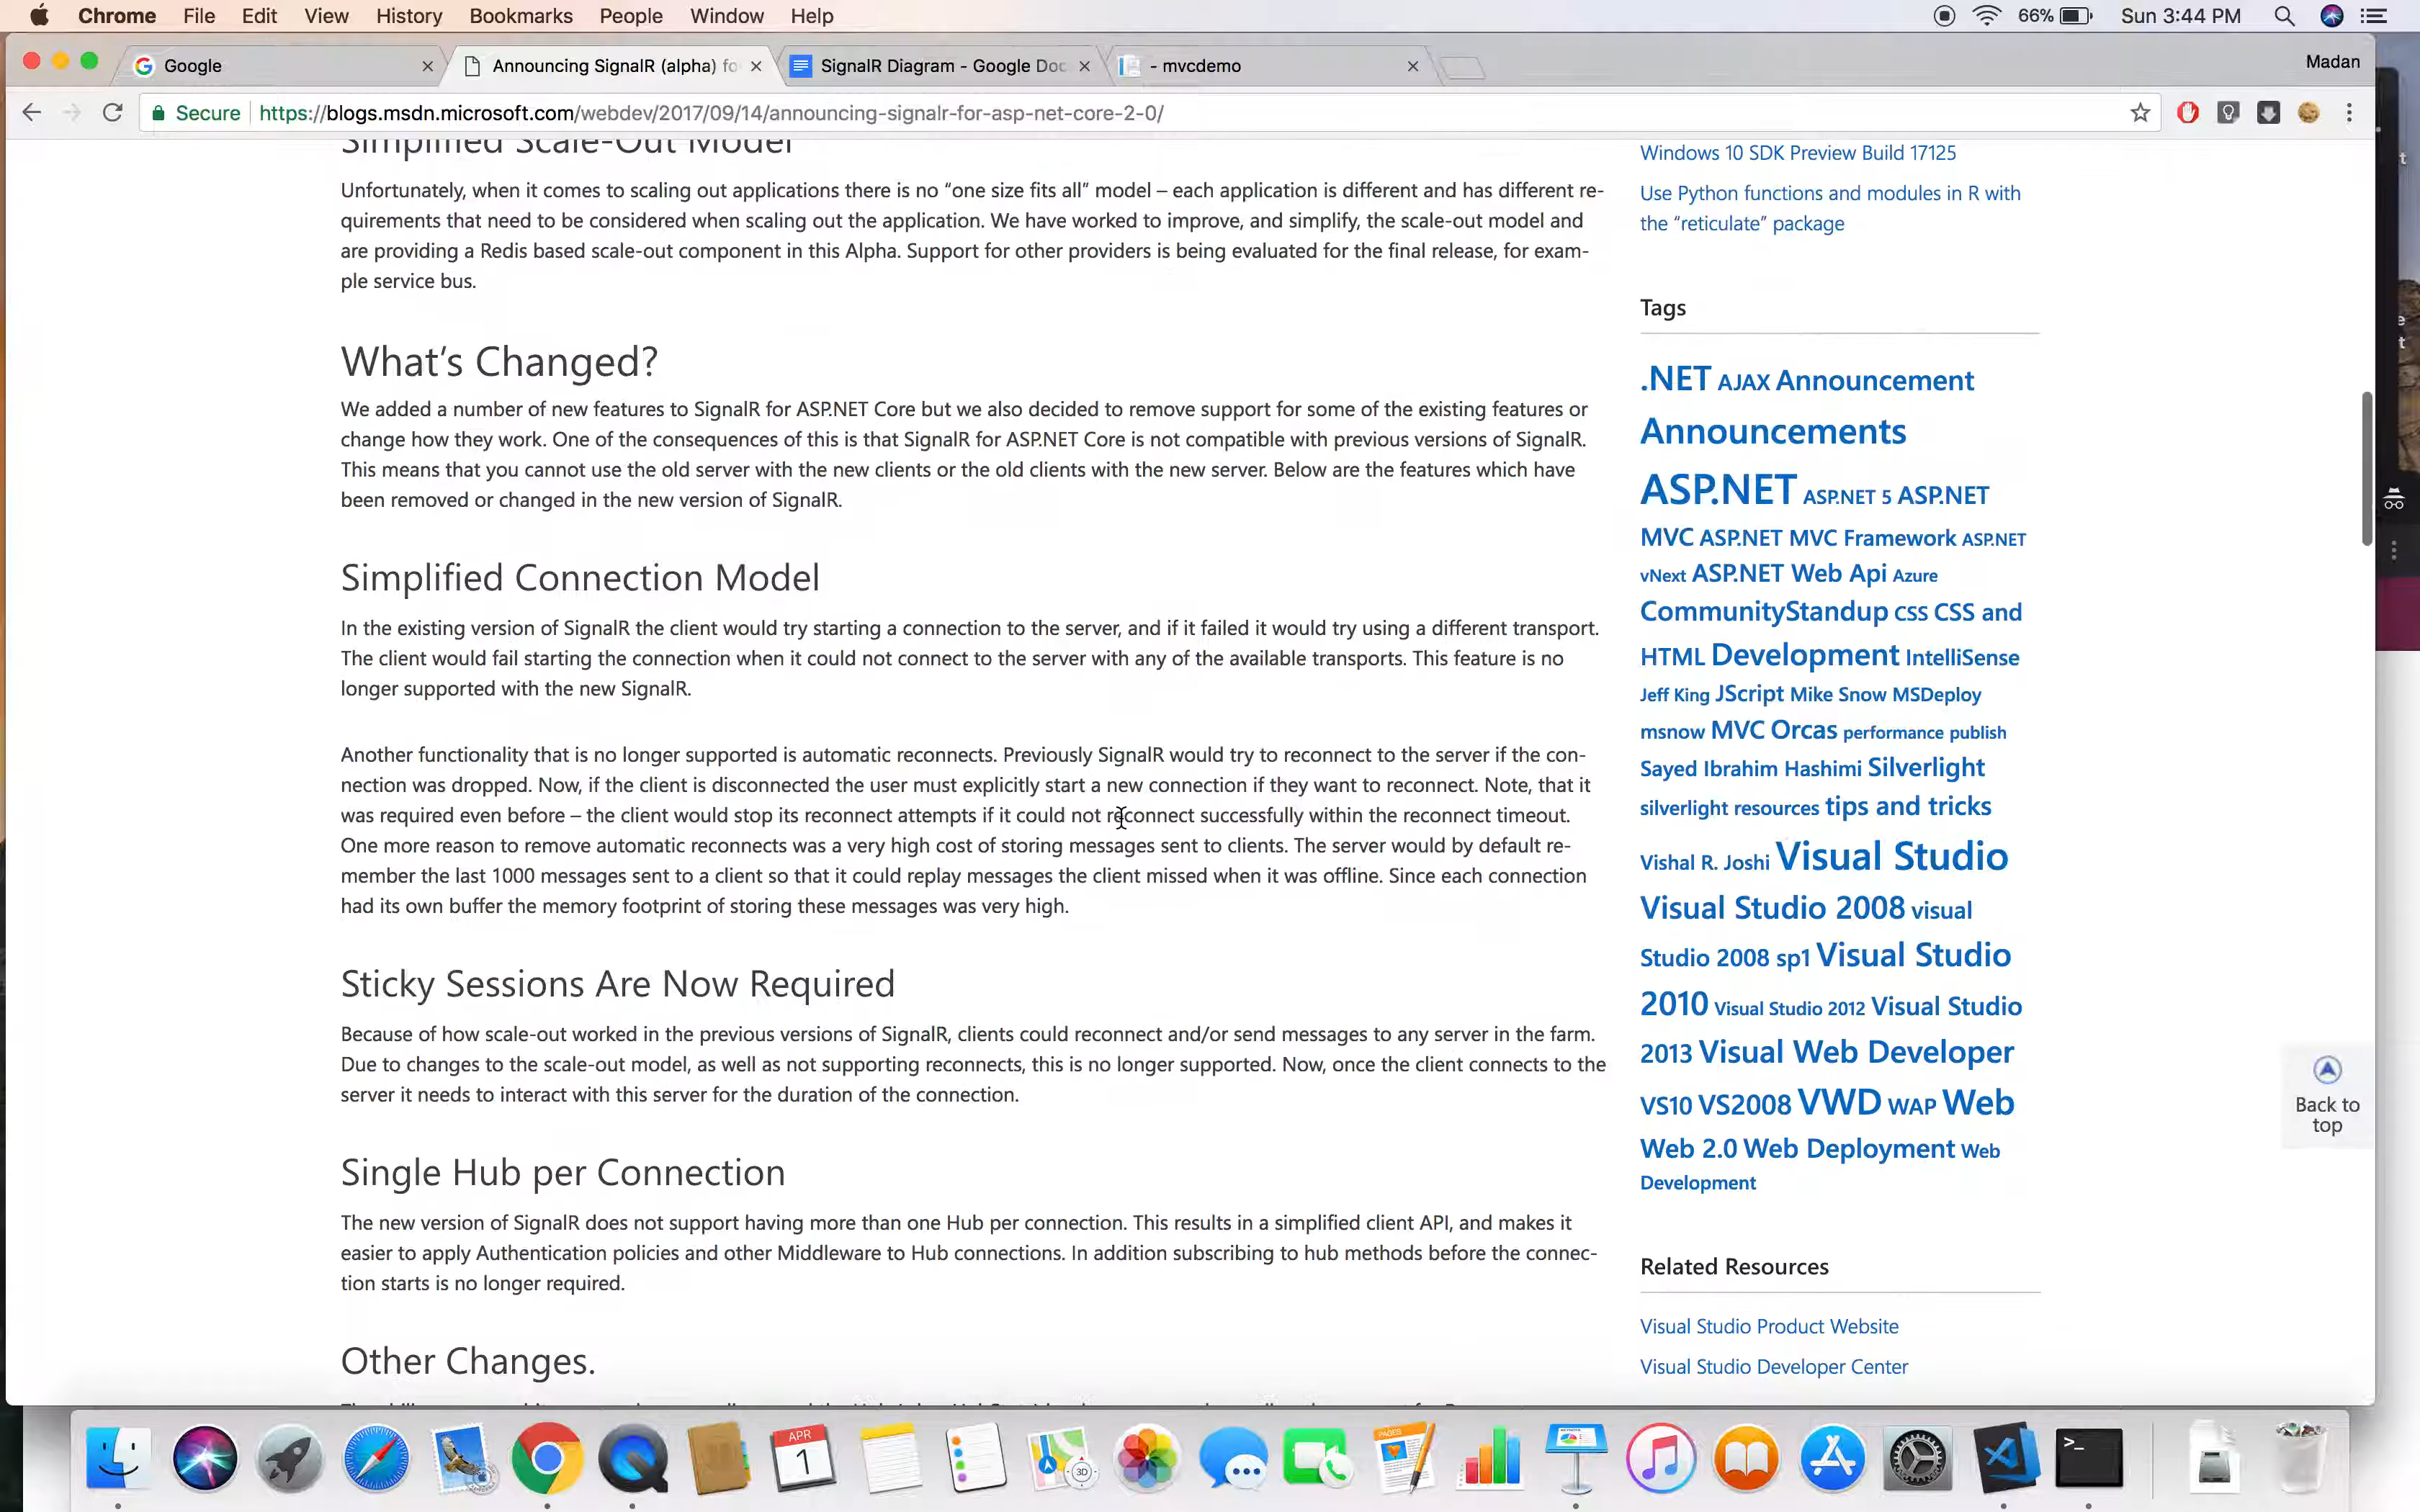 Chrome File Edit View History Bookmarks People Window Help 66% Sun 3:44 PM
Google Announcing SignalR (alpha) fo SignalR Diagram - Google Doc - mvcdemo Madan
Secure https://blogs.msdn.microsoft.com/webdev/2017/09/14/announcing-signalr-for-asp-net-core-2-0/
Simplified Scale-Out Model
Unfortunately, when it comes to scaling out applications there is no “one size fits all” model – each application is different and has different re-
quirements that need to be considered when scaling out the application. We have worked to improve, and simplify, the scale-out model and
are providing a Redis based scale-out component in this Alpha. Support for other providers is being evaluated for the final release, for exam-
ple service bus.
What’s Changed?
We added a number of new features to SignalR for ASP.NET Core but we also decided to remove support for some of the existing features or
change how they work. One of the consequences of this is that SignalR for ASP.NET Core is not compatible with previous versions of SignalR.
This means that you cannot use the old server with the new clients or the old clients with the new server. Below are the features which have
been removed or changed in the new version of SignalR.
Simplified Connection Model
In the existing version of SignalR the client would try starting a connection to the server, and if it failed it would try using a different transport.
The client would fail starting the connection when it could not connect to the server with any of the available transports. This feature is no
longer supported with the new SignalR.
Another functionality that is no longer supported is automatic reconnects. Previously SignalR would try to reconnect to the server if the con-
nection was dropped. Now, if the client is disconnected the user must explicitly start a new connection if they want to reconnect. Note, that it
was required even before – the client would stop its reconnect attempts if it could not reconnect successfully within the reconnect timeout.
One more reason to remove automatic reconnects was a very high cost of storing messages sent to clients. The server would by default re-
member the last 1000 messages sent to a client so that it could replay messages the client missed when it was offline. Since each connection
had its own buffer the memory footprint of storing these messages was very high.
Sticky Sessions Are Now Required
Because of how scale-out worked in the previous versions of SignalR, clients could reconnect and/or send messages to any server in the farm.
Due to changes to the scale-out model, as well as not supporting reconnects, this is no longer supported. Now, once the client connects to the
server it needs to interact with this server for the duration of the connection.
Single Hub per Connection
The new version of SignalR does not support having more than one Hub per connection. This results in a simplified client API, and makes it
easier to apply Authentication policies and other Middleware to Hub connections. In addition subscribing to hub methods before the connec-
tion starts is no longer required.
Other Changes.
Windows 10 SDK Preview Build 17125
Use Python functions and modules in R with
the “reticulate” package
Tags
.NET AJAX Announcement
Announcements
ASP.NET ASP.NET 5 ASP.NET
MVC ASP.NET MVC Framework ASP.NET
vNext ASP.NET Web Api Azure
CommunityStandup CSS CSS and
HTML Development IntelliSense
Jeff King JScript Mike Snow MSDeploy
msnow MVC Orcas performance publish
Sayed Ibrahim Hashimi Silverlight
silverlight resources tips and tricks
Vishal R. Joshi Visual Studio
Visual Studio 2008 visual
Studio 2008 sp1 Visual Studio
2010 Visual Studio 2012 Visual Studio
2013 Visual Web Developer
VS10 VS2008 VWD WAP Web
Web 2.0 Web Deployment Web
Development
Related Resources
Visual Studio Product Website
Visual Studio Developer Center
Back to
top
APR
1
3D
PAGES